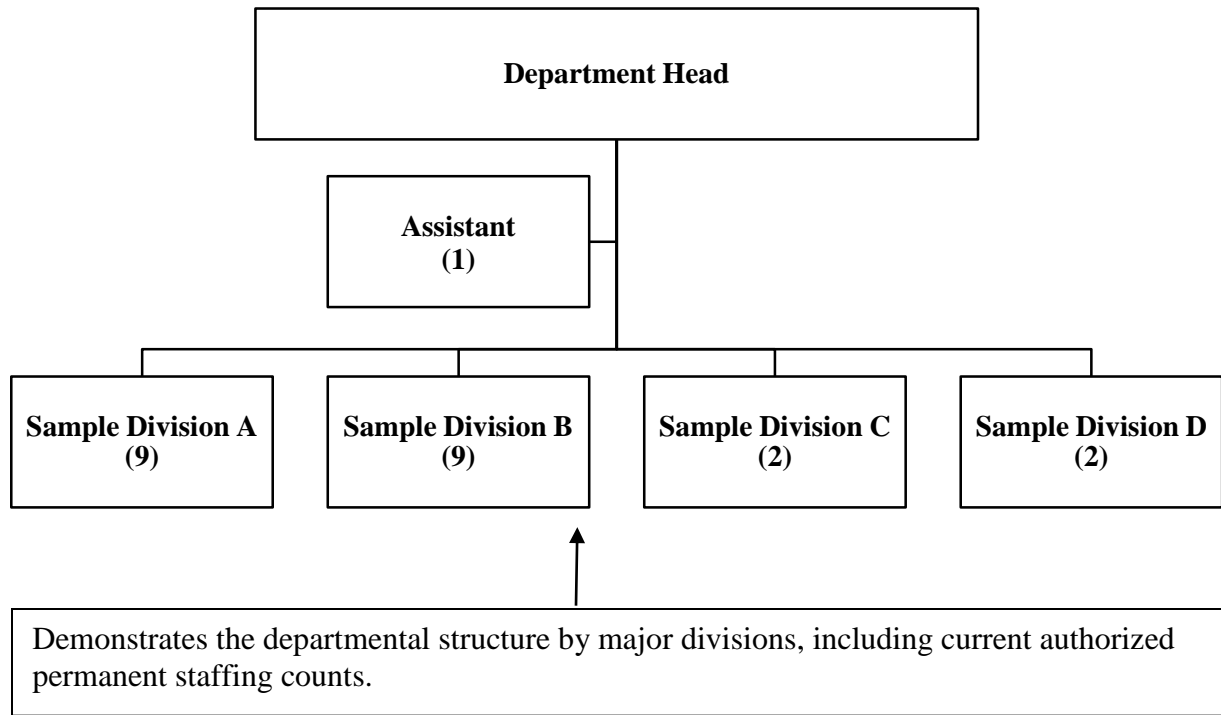 Department Head
Assistant
(1)
Sample Division A
(9)
Sample Division B
(9)
Sample Division C
(2)
Sample Division D
(2)
Demonstrates the departmental structure by major divisions, including current authorized
permanent staffing counts.